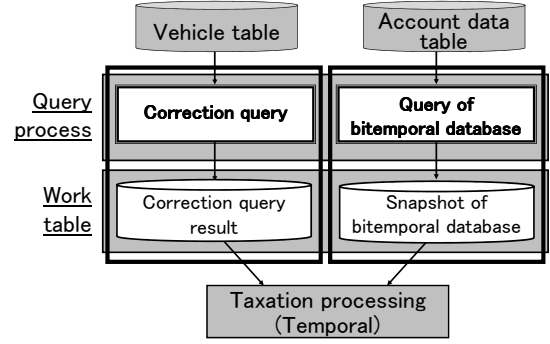 Vehicle table
Account data
table
Query
process
Correction query
Query of
bitemporal database
Work
table
Correction query
result
Snapshot of
bitemporal database
Taxation processing
(Temporal)